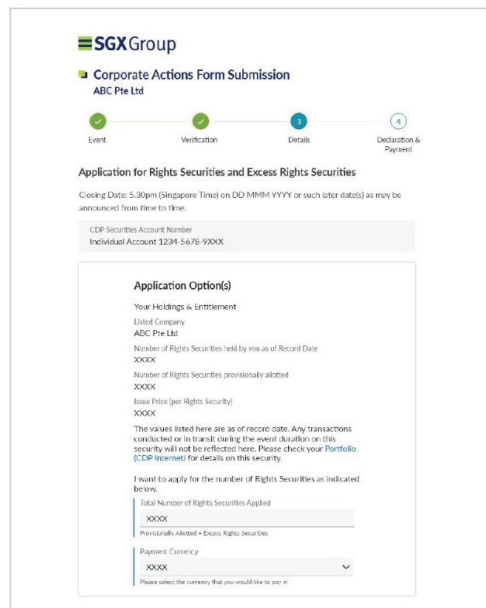 SGX Group
Corporate Actions Form Submission
ABC Pte Ltd
3
4
Event
Verification
Details
Declaration &
Payment
Application for Rights Securities and Excess Rights Securities
Closing Date: 5.30pm (Singapore Time) on DD MMM YYYY or such later date(s) as may be
announced from time to time.
CDP Securities Account Number
Individual Account 1234-5678-9XXX
Application Option(s)
Your Holdings & Entitlement
Listed Company
ABC Pte Ltd
Number of Rights Securities held by you as of Record Date
XXXX
Number of Rights Securities provisionally allotted
XXXX
Issue Price (per Rights Security)
XXXX
The values listed here are as of record date. Any transactions
conducted or in transit during the event duration on this
security will not be reflected here. Please check your Portfolio
(CDP Internet) for details on this security.
I want to apply for the number of Rights Securities as indicated
below.
Total Number of Rights Securities Applied
XXXX
Provisionally Allotted + Excess Rights Securities
Payment Currency
XXXX
Please select the currency that you would like to pay in